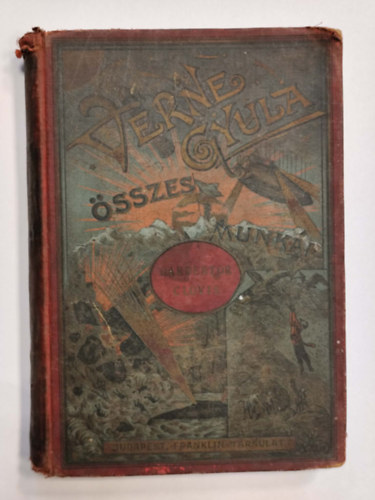 VERNE
GYULA
ÖSSZES
MUNKÁI
BUDAPEST, FRANKLIN-TÁRSULAT